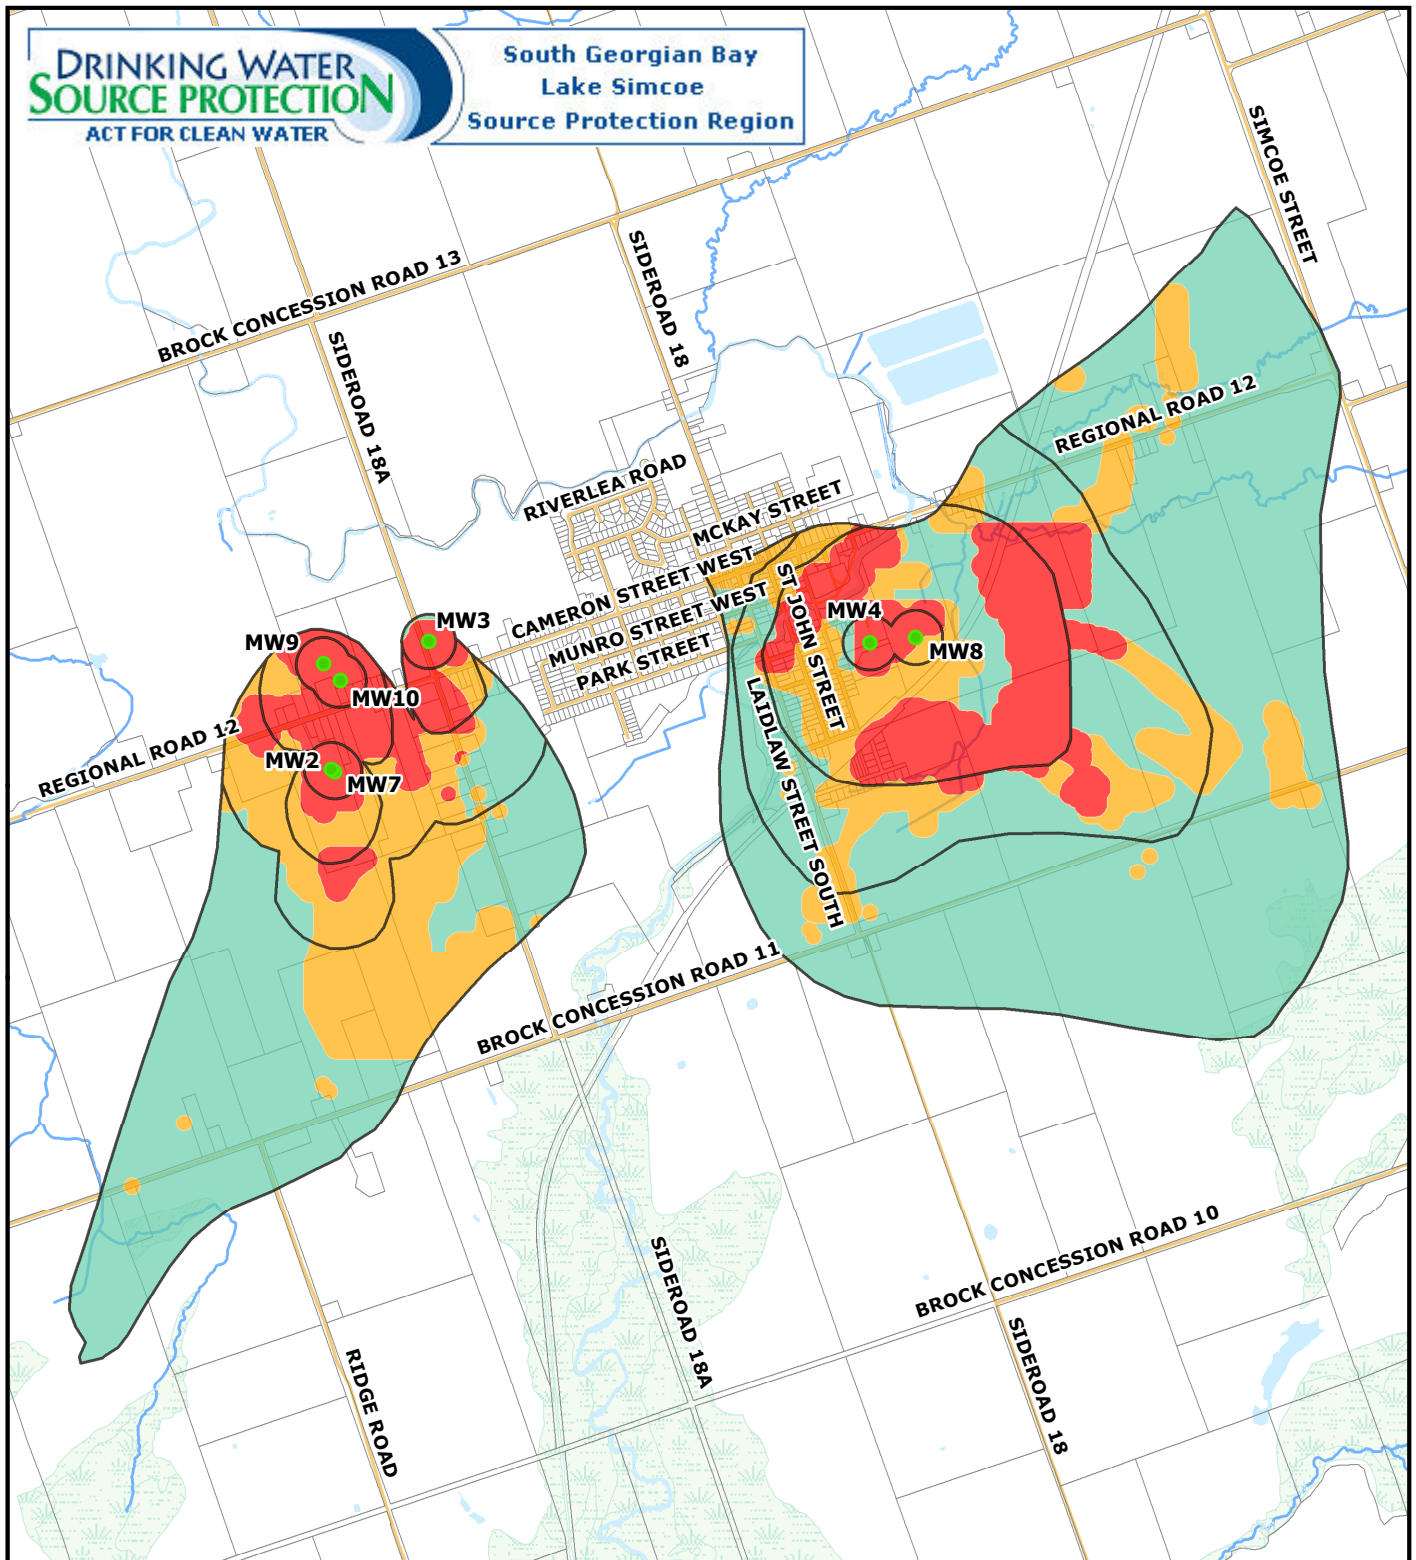 DRINKING WATER
SOURCE PROTECTION
ACT FOR CLEAN WATER
South Georgian Bay
Lake Simcoe
Source Protection Region
SIMCOE STREET
BROCK CONCESSION ROAD 13
SIDEROAD 18
SIDEROAD 18A
REGIONAL ROAD 12
RIVERLEA ROAD
MCKAY STREET
CAMERON STREET WEST
MUNRO STREET WEST
PARK STREET
ST JOHN STREET
MW4
MW8
MW3
MW9
MW10
REGIONAL ROAD 12
MW2
MW7
LAIDLAW STREET SOUTH
BROCK CONCESSION ROAD 11
BROCK CONCESSION ROAD 10
SIDEROAD 18A
SIDEROAD 18
RIDGE ROAD